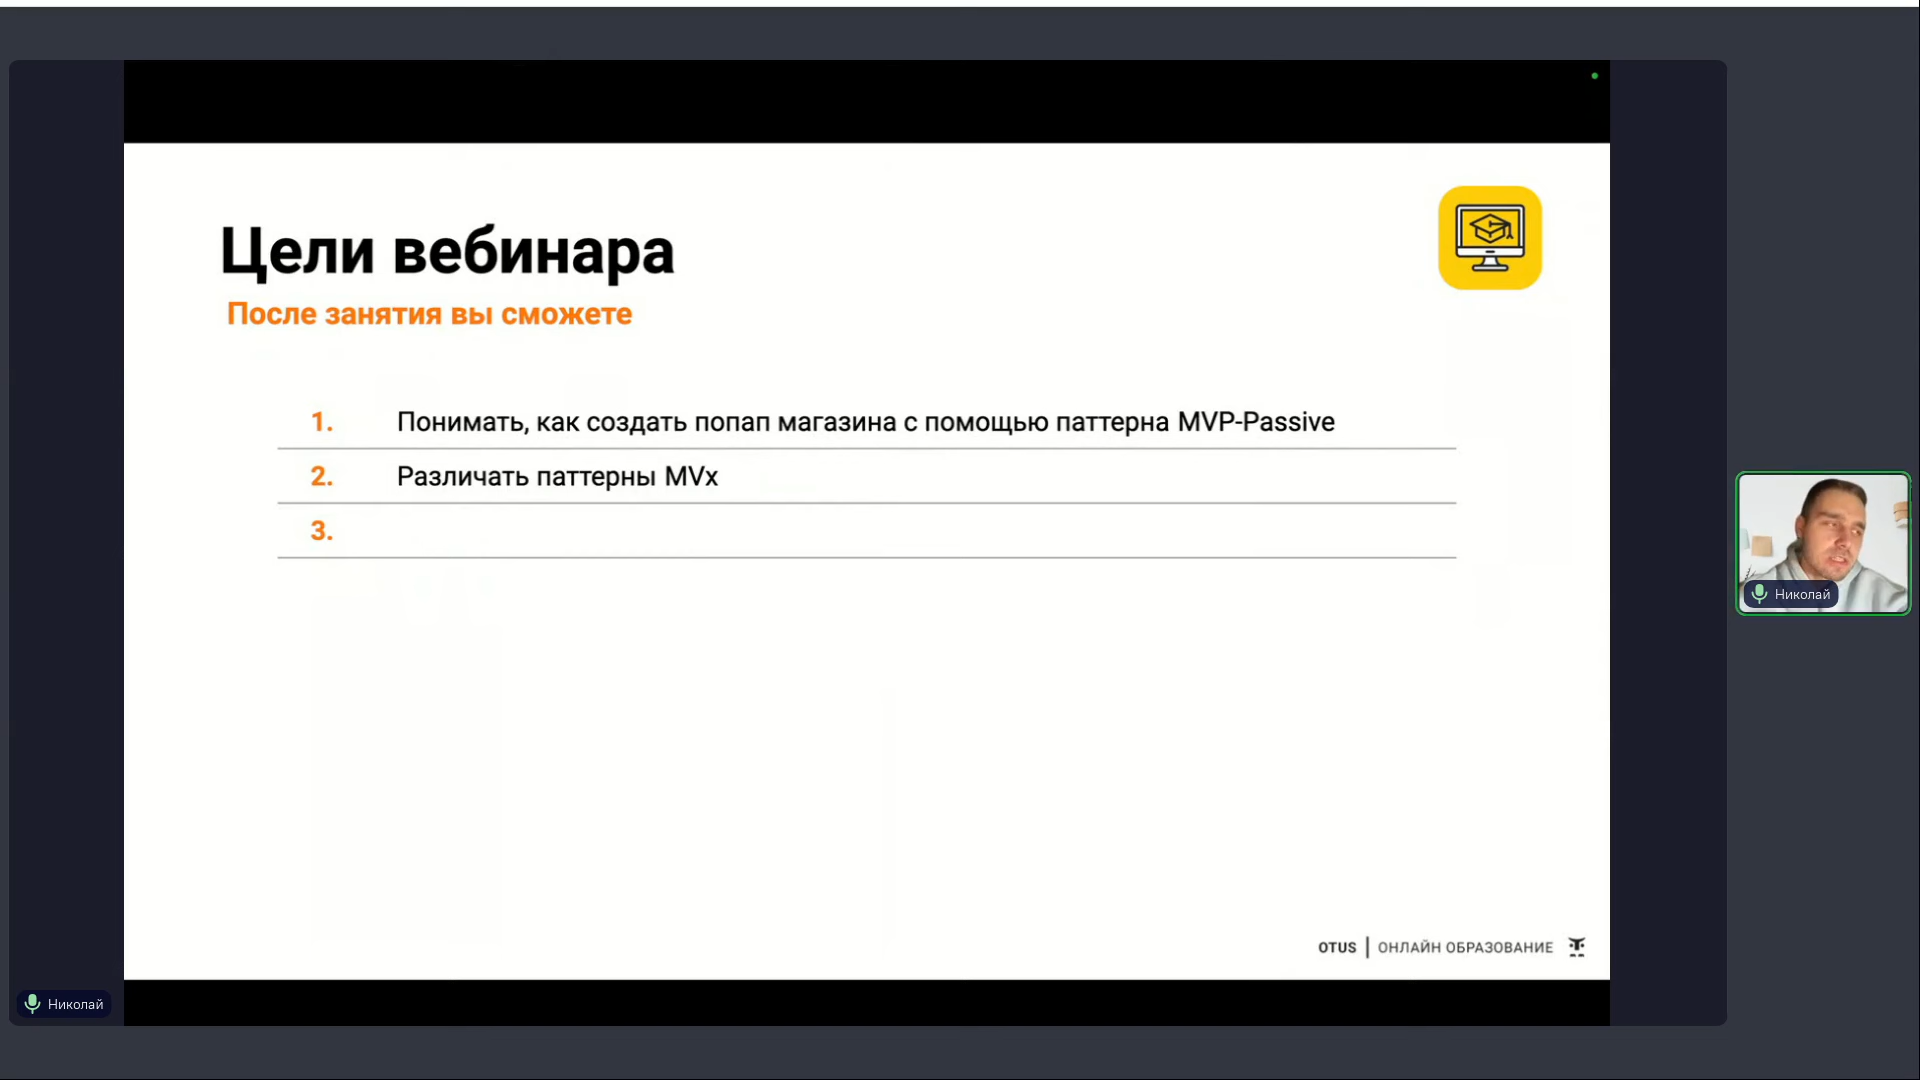 Цели вебинара
После занятия вы сможете
1. Понимать, как создать попап магазина с помощью паттерна MVP-Passive
2. Различать паттерны MVx
3.
OTUS | ОНЛАЙН ОБРАЗОВАНИЕ
Николай
Николай